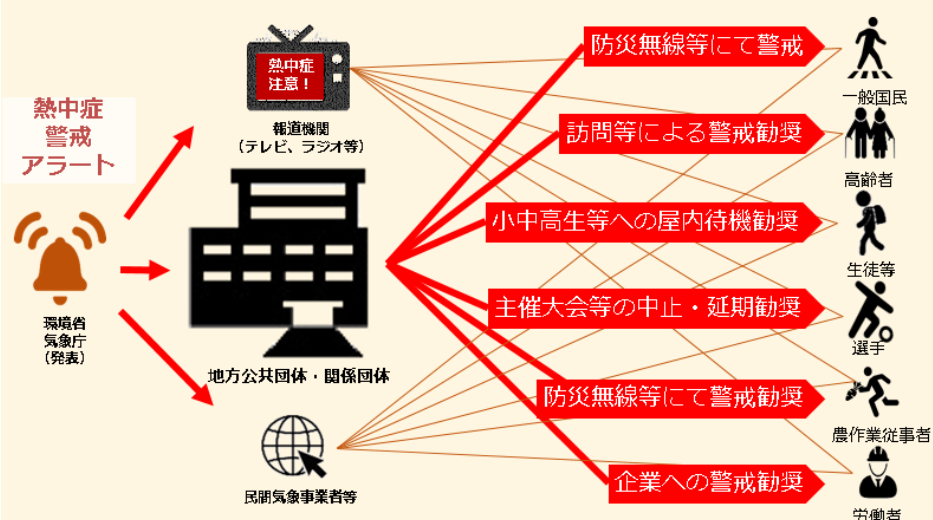 熱中症
警戒
アラート
環境省
気象庁
（発表）
熱中症
注意！
報道機関
（テレビ、ラジオ等）
地方公共団体・関係団体
民間気象事業者等
防災無線等にて警戒
訪問等による警戒勧奨
小中高生等への屋内待機勧奨
主催大会等の中止・延期勧奨
防災無線等にて警戒勧奨
企業への警戒勧奨
一般国民
高齢者
生徒等
選手
農作業従事者
労働者